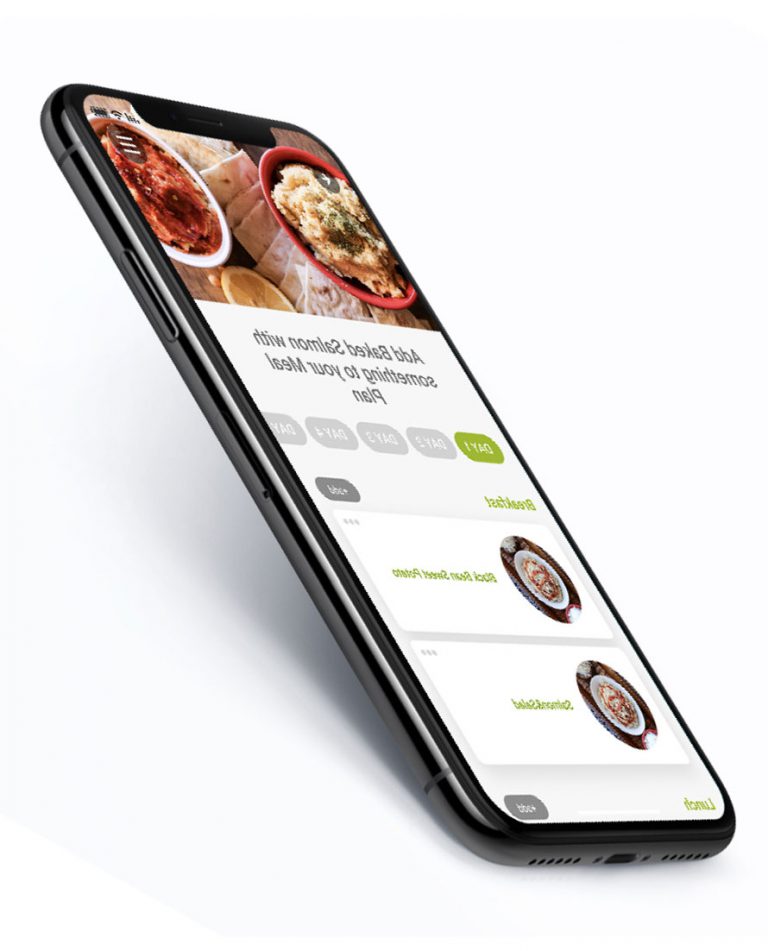 Add Baked Salmon with
something to your Meal
Plan
DAY 1 DAY 2 DAY 3 DAY 4 DAY
Breakfast +add
Black Bean Sweet Potato
Salmon&Salad
Lunch +add